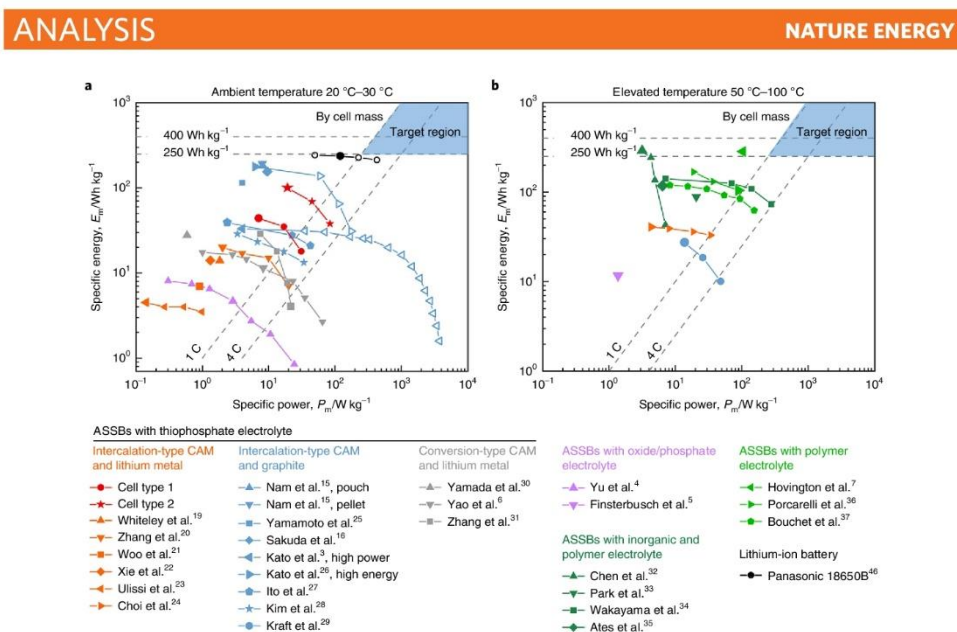 ANALYSIS
NATURE ENERGY
a
Ambient temperature 20 °C–30 °C
10³
10²
10¹
10⁰
Specific energy, Eₘ/Wh kg⁻¹
400 Wh kg⁻¹
250 Wh kg⁻¹
By cell mass
Target region
1 C
4 C
10⁻¹ 10⁰ 10¹ 10² 10³ 10⁴
Specific power, Pₘ/W kg⁻¹
b
Elevated temperature 50 °C–100 °C
10³
10²
10¹
10⁰
Specific energy, Eₘ/Wh kg⁻¹
400 Wh kg⁻¹
250 Wh kg⁻¹
By cell mass
Target region
1 C
4 C
10⁻¹ 10⁰ 10¹ 10² 10³ 10⁴
Specific power, Pₘ/W kg⁻¹
ASSBs with thiophosphate electrolyte
Intercalation-type CAM
and lithium metal
Cell type 1
Cell type 2
Whiteley et al.¹⁹
Zhang et al.²⁰
Woo et al.²¹
Xie et al.²²
Ulissi et al.²³
Choi et al.²⁴
Intercalation-type CAM
and graphite
Nam et al.¹⁵, pouch
Nam et al.¹⁵, pellet
Yamamoto et al.²⁵
Sakuda et al.¹⁶
Kato et al.³, high power
Kato et al.²⁶, high energy
Ito et al.²⁷
Kim et al.²⁸
Kraft et al.²⁹
Conversion-type CAM
and lithium metal
Yamada et al.³⁰
Yao et al.⁶
Zhang et al.³¹
ASSBs with oxide/phosphate
electrolyte
Yu et al.⁴
Finsterbusch et al.⁵
ASSBs with inorganic and
polymer electrolyte
Chen et al.³²
Park et al.³³
Wakayama et al.³⁴
Ates et al.³⁵
ASSBs with polymer
electrolyte
Hovington et al.⁷
Porcarelli et al.³⁶
Bouchet et al.³⁷
Lithium-ion battery
Panasonic 18650B⁴⁶